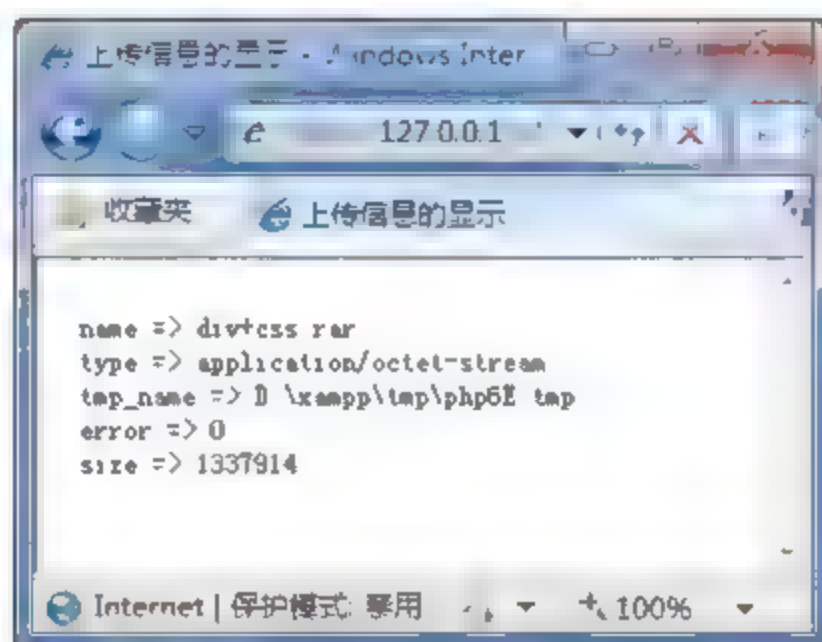 上传信息的显示 - Windows Inter
127.0.0.1
收藏夹 上传信息的显示
name => div+css.rar
type => application/octet-stream
tmp_name => D:\xampp\tmp\php6E.tmp
error => 0
size => 1337914
Internet | 保护模式: 禁用 100%